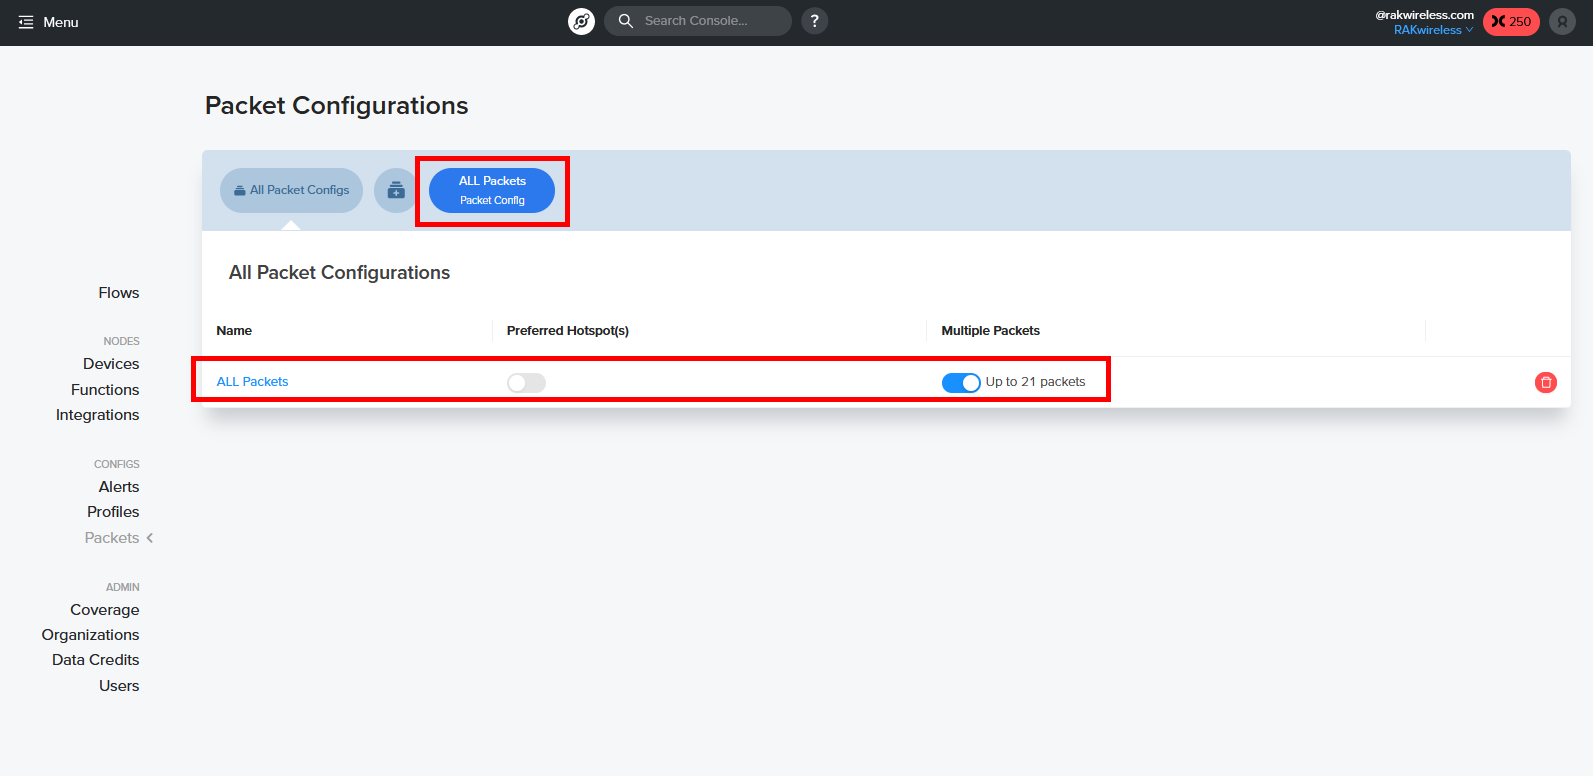 Menu
Search Console...
?
@rakwireless.com
RAKwireless
250
Packet Configurations
All Packet Configs
ALL Packets
Packet Config
All Packet Configurations
Name
Preferred Hotspot(s)
Multiple Packets
ALL Packets
Up to 21 packets
Flows
NODES
Devices
Functions
Integrations
CONFIGS
Alerts
Profiles
Packets
ADMIN
Coverage
Organizations
Data Credits
Users